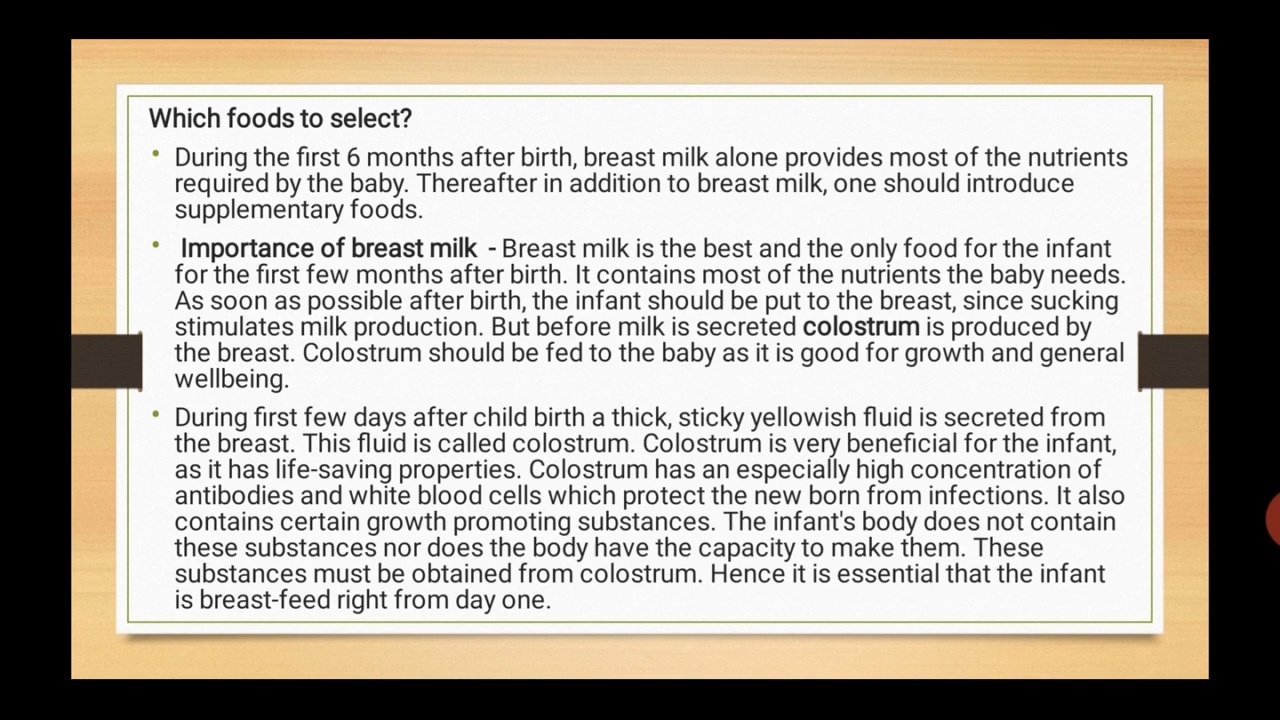 Which foods to select?
• During the first 6 months after birth, breast milk alone provides most of the nutrients
required by the baby. Thereafter in addition to breast milk, one should introduce
supplementary foods.
• Importance of breast milk - Breast milk is the best and the only food for the infant
for the first few months after birth. It contains most of the nutrients the baby needs.
As soon as possible after birth, the infant should be put to the breast, since sucking
stimulates milk production. But before milk is secreted colostrum is produced by
the breast. Colostrum should be fed to the baby as it is good for growth and general
wellbeing.
• During first few days after child birth a thick, sticky yellowish fluid is secreted from
the breast. This fluid is called colostrum. Colostrum is very beneficial for the infant,
as it has life-saving properties. Colostrum has an especially high concentration of
antibodies and white blood cells which protect the new born from infections. It also
contains certain growth promoting substances. The infant's body does not contain
these substances nor does the body have the capacity to make them. These
substances must be obtained from colostrum. Hence it is essential that the infant
is breast-feed right from day one.